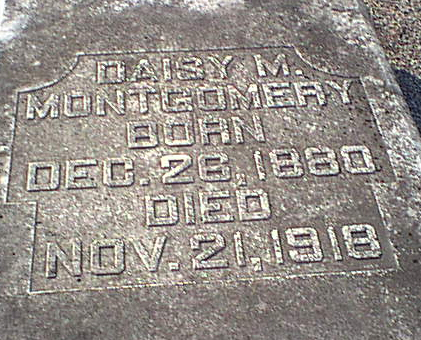 DAISY M.
MONTGOMERY
BORN
DEC. 26, 1880
DIED
NOV. 21, 1918